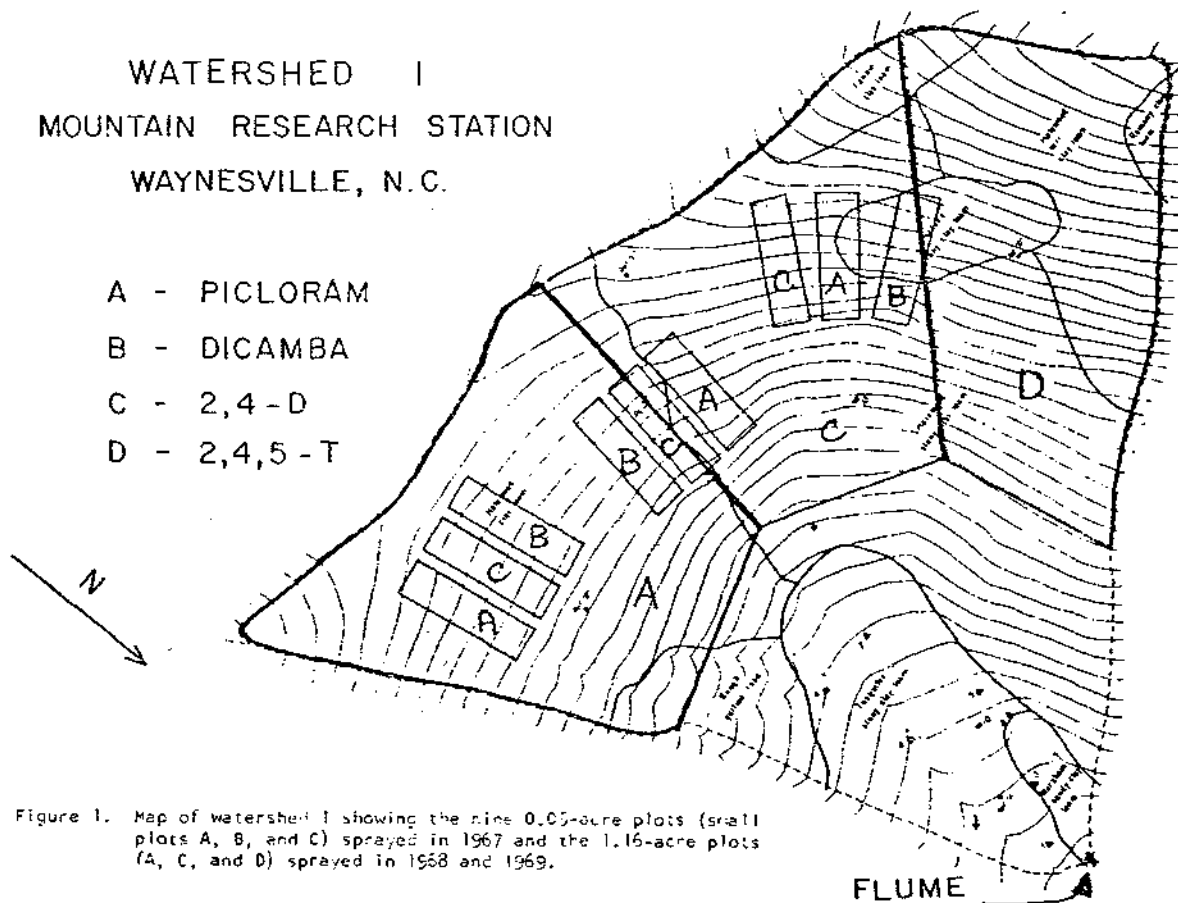 WATERSHED I
MOUNTAIN RESEARCH STATION
WAYNESVILLE, N.C.
A - PICLORAM
B - DICAMBA
C - 2,4-D
D - 2,4,5-T
N
C
A
B
A
C
B
C
D
B
C
A
A
FLUME
Figure 1. Map of watershed 1 showing the nine 0.05-acre plots (small
plots A, B, and C) sprayed in 1967 and the 1.16-acre plots
(A, C, and D) sprayed in 1968 and 1969.